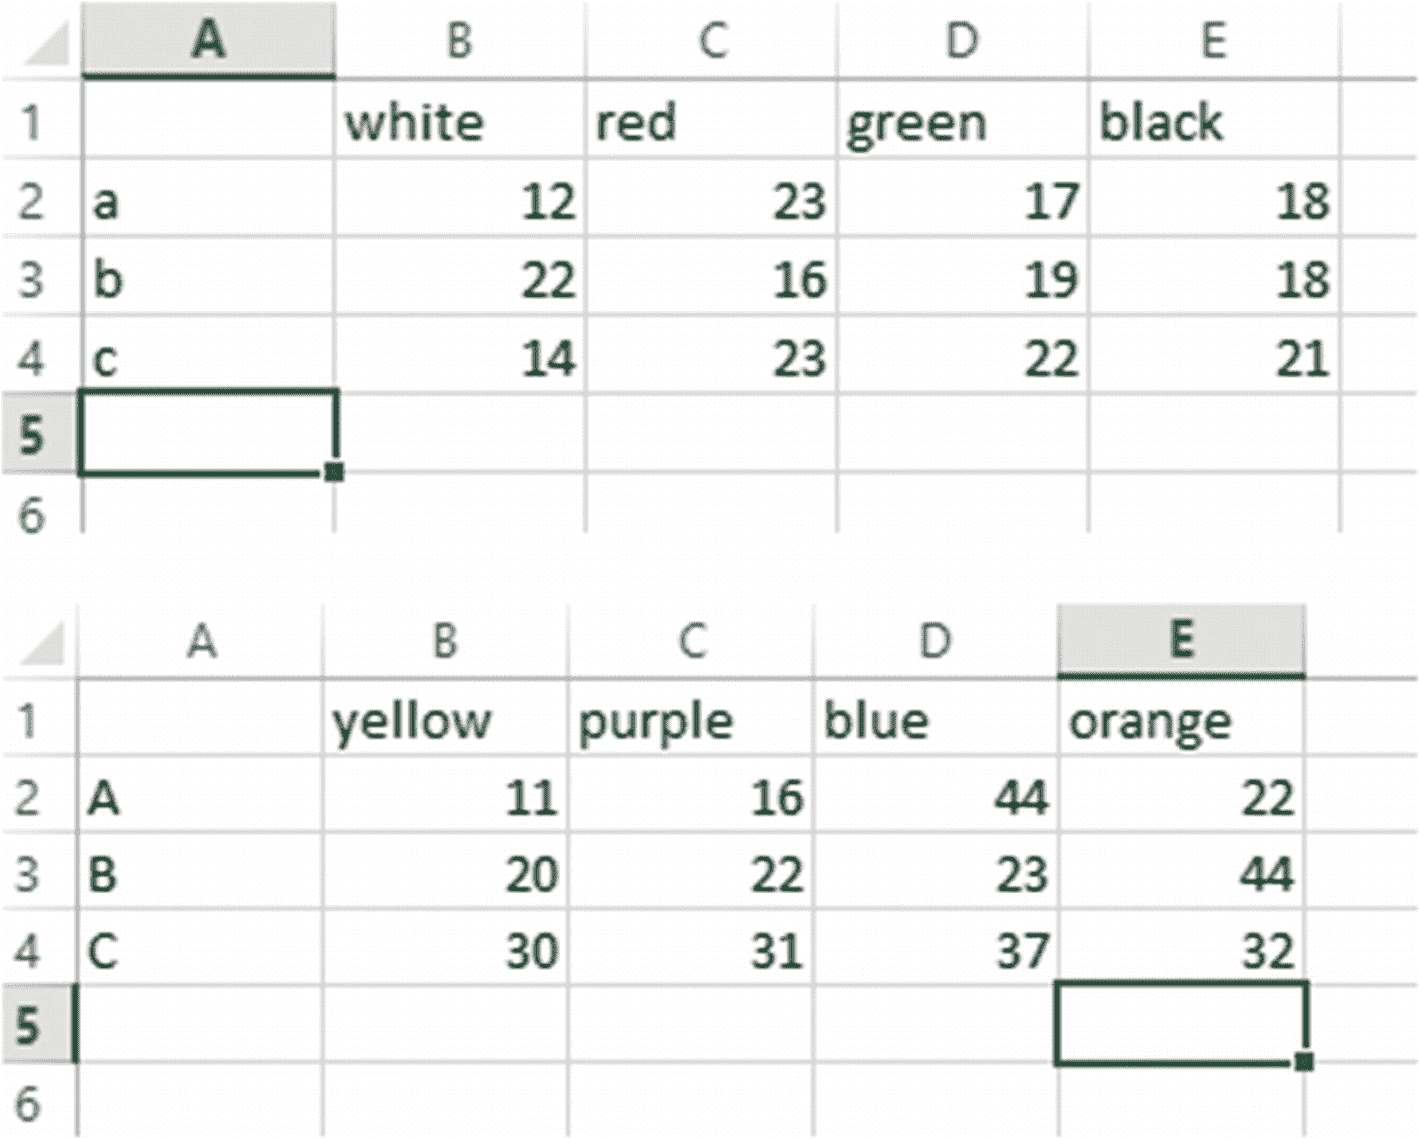 A B C D E
1 white red green black
2 a 12 23 17 18
3 b 22 16 19 18
4 c 14 23 22 21
5
6
A B C D E
1 yellow purple blue orange
2 A 11 16 44 22
3 B 20 22 23 44
4 C 30 31 37 32
5
6